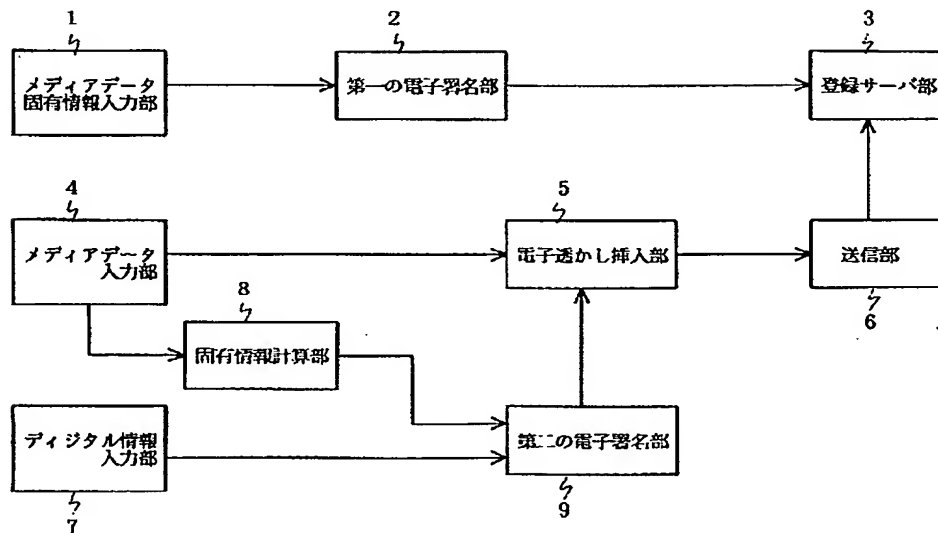 1
2
3
メディアデータ
固有情報入力部
第一の電子署名部
登録サーバ部
4
5
メディアデータ
入力部
電子透かし挿入部
送信部
8
6
固有情報計算部
ディジタル情報
入力部
第二の電子署名部
7
9